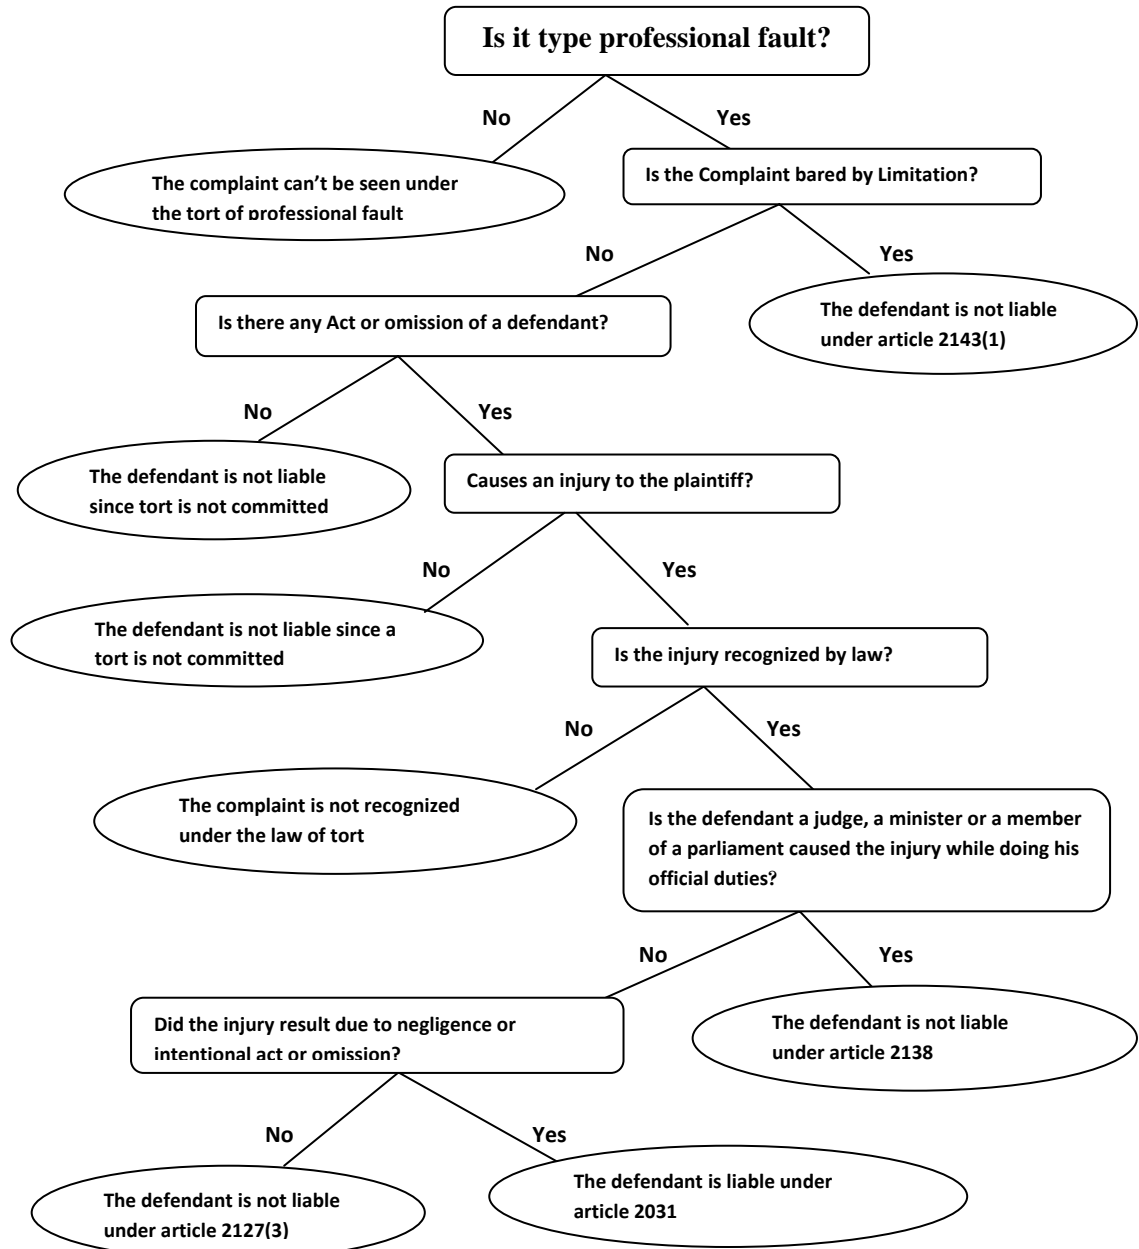 Is it type professional fault?
No
Yes
The complaint can't be seen under
the tort of professional fault
Is the Complaint bared by Limitation?
No
Yes
Is there any Act or omission of a defendant?
The defendant is not liable
under article 2143(1)
No
Yes
The defendant is not liable
since tort is not committed
Causes an injury to the plaintiff?
No
Yes
The defendant is not liable since a
tort is not committed
Is the injury recognized by law?
No
Yes
The complaint is not recognized
under the law of tort
Is the defendant a judge, a minister or a member
of a parliament caused the injury while doing his
official duties?
No
Yes
Did the injury result due to negligence or
intentional act or omission?
The defendant is not liable
under article 2138
No
Yes
The defendant is not liable
under article 2127(3)
The defendant is liable under
article 2031